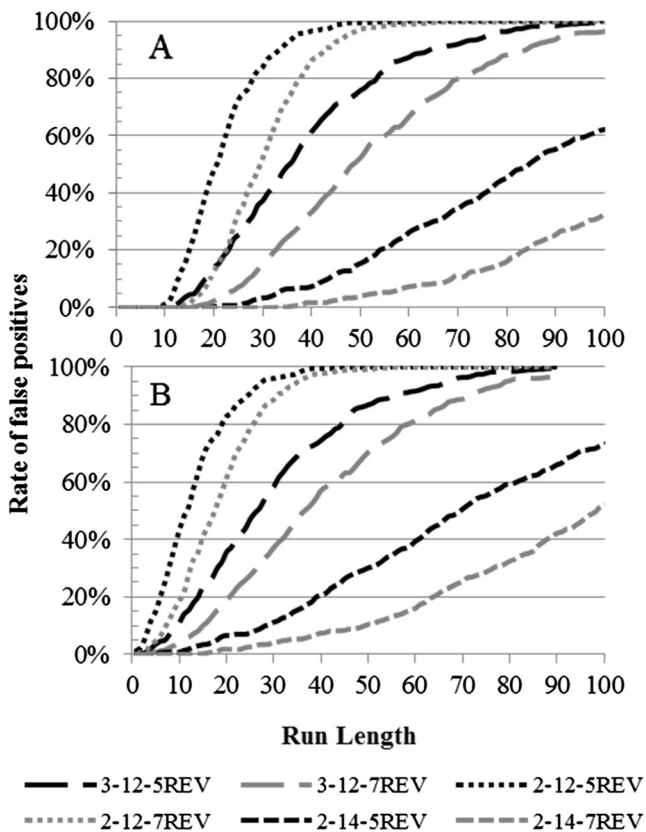 Rate of false positives
100%
A
80%
60%
40%
20%
0%
0 10 20 30 40 50 60 70 80 90 100
100%
B
80%
60%
40%
20%
0%
0 10 20 30 40 50 60 70 80 90 100
Run Length
3-12-5REV 3-12-7REV 2-12-5REV
2-12-7REV 2-14-5REV 2-14-7REV